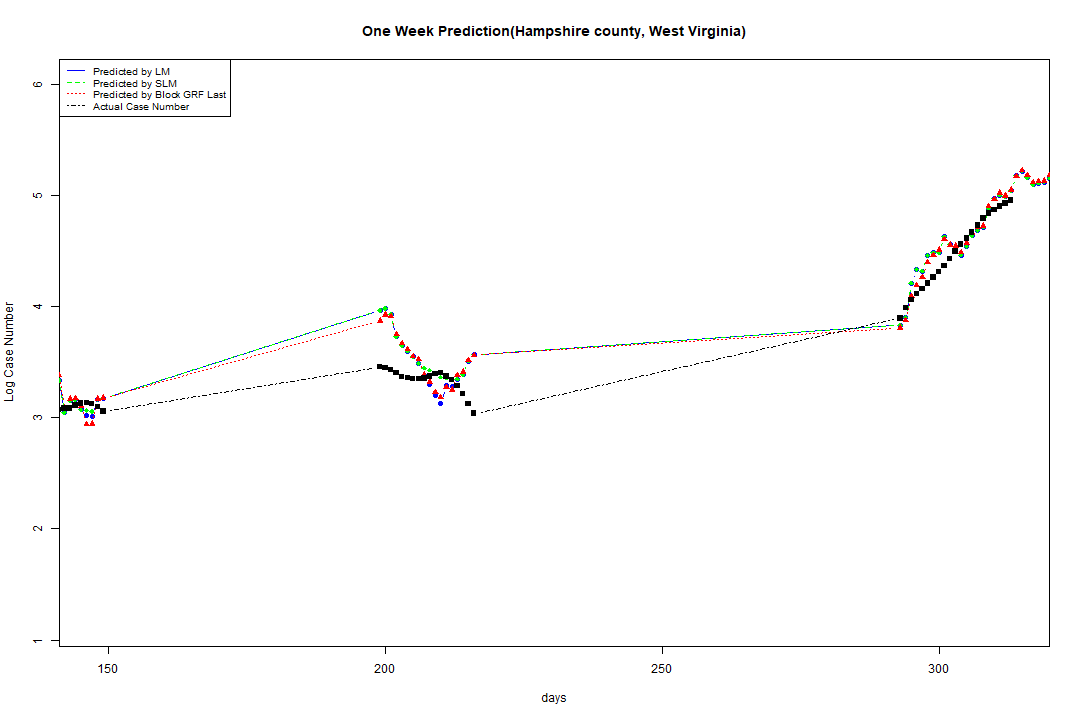 One Week Prediction(Hampshire county, West Virginia)
Predicted by LM
Predicted by SLM
Predicted by Block GRF Last
Actual Case Number
6
5
4
3
2
1
Log Case Number
150 200 250 300
days